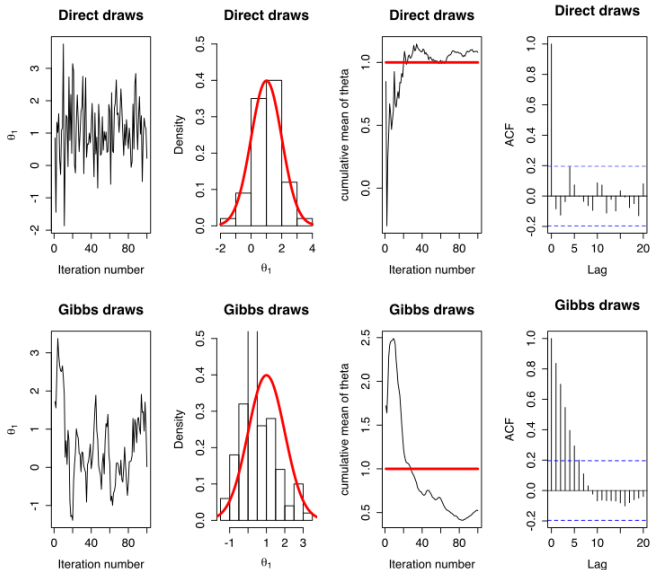 Direct draws
θ1
-2 -1 0 1 2 3
0 40 80
Iteration number
Direct draws
Density
0.0 0.1 0.2 0.3 0.4 0.5
-2 0 2 4
θ1
Direct draws
cumulative mean of theta
0.0 0.5 1.0
0 40 80
Iteration number
Direct draws
ACF
-0.2 0.0 0.2 0.4 0.6 0.8 1.0
0 5 10 20
Lag
Gibbs draws
θ1
-1 0 1 2 3
0 40 80
Iteration number
Gibbs draws
Density
0.0 0.1 0.2 0.3 0.4 0.5
-1 1 2 3
θ1
Gibbs draws
cumulative mean of theta
0.5 1.0 1.5 2.0 2.5
0 40 80
Iteration number
Gibbs draws
ACF
-0.2 0.0 0.2 0.4 0.6 0.8 1.0
0 5 10 20
Lag